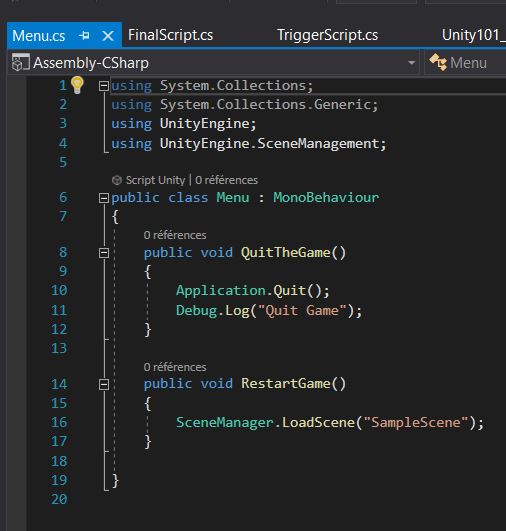 Menu.cs FinalScript.cs TriggerScript.cs Unity101_
Assembly-CSharp Menu
1 using System.Collections;
2 using System.Collections.Generic;
3 using UnityEngine;
4 using UnityEngine.SceneManagement;
5
Script Unity | 0 références
6 public class Menu : MonoBehaviour
7 {
0 références
8 public void QuitTheGame()
9 {
10 Application.Quit();
11 Debug.Log("Quit Game");
12 }
13
0 références
14 public void RestartGame()
15 {
16 SceneManager.LoadScene("SampleScene");
17 }
18
19 }
20